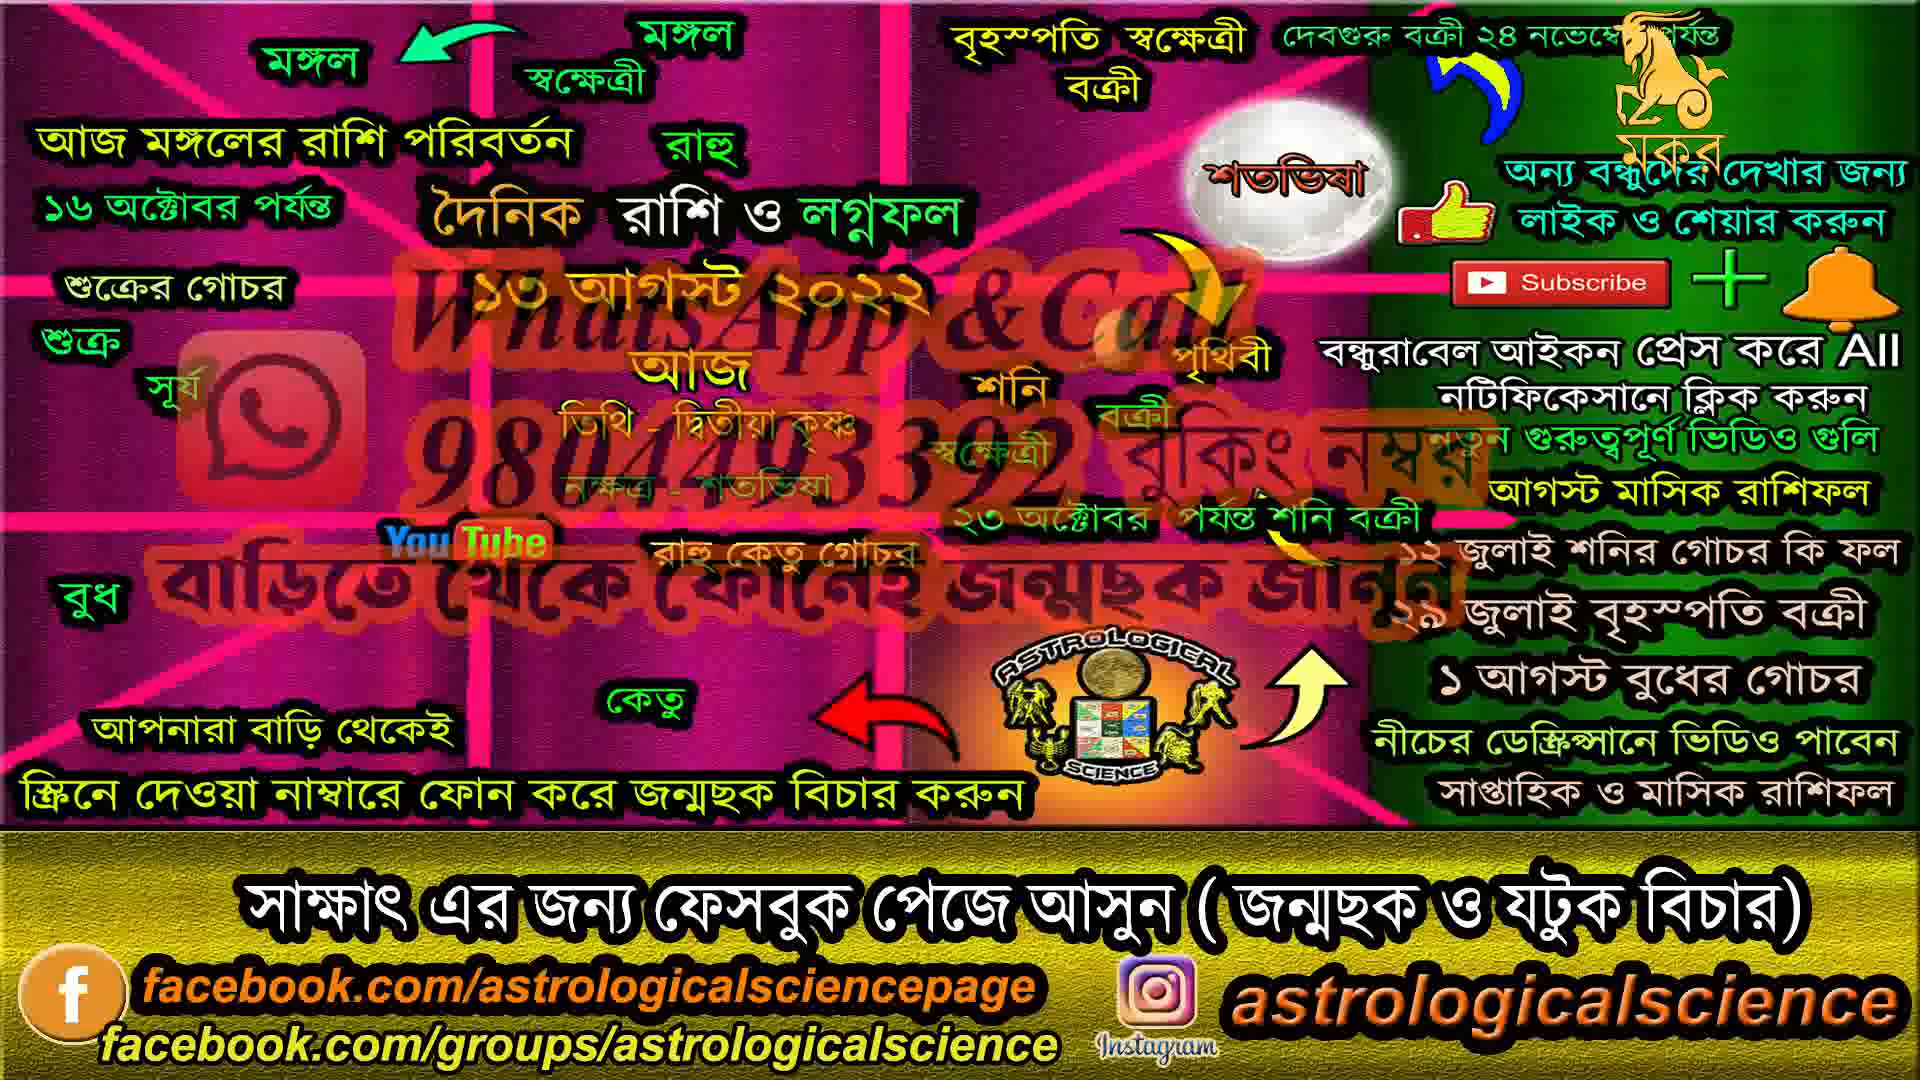 মঙ্গল
মঙ্গল
স্বক্ষেত্রী
বৃহস্পতি স্বক্ষেত্রী
বক্রী
দেবগুরু বক্রী ২৪ নভেম্বর পর্যন্ত
মকর
আজ মঙ্গলের রাশি পরিবর্তন
১৬ অক্টোবর পর্যন্ত
রাহু
শতভিষা
অন্য বন্ধুদের দেখার জন্য
লাইক ও শেয়ার করুন
দৈনিক রাশি ও লগ্নফল
১৩ আগস্ট ২০২২
WhatsApp &Call
Subscribe
শুক্রের গোচর
শুক্র
সূর্য
আজ
তিথি - দ্বিতীয়া কৃষ্ণ
নক্ষত্র - শতভিষা
পৃথিবী
শনি
বক্রী
স্বক্ষেত্রী
বন্ধুরাবেল আইকন প্রেস করে All
নটিফিকেসানে ক্লিক করুন
নতুন গুরুত্বপূর্ণ ভিডিও গুলি
9804493392 বুকিং নম্বর
আগস্ট মাসিক রাশিফল
২৩ অক্টোবর পর্যন্ত শনি বক্রী
YouTube
রাহু কেতু গোচর
১২ জুলাই শনির গোচর কি ফল
বাড়িতে থেকে ফোনেই জন্মছক জানুন
বুধ
২৯ জুলাই বৃহস্পতি বক্রী
১ আগস্ট বুধের গোচর
ASTROLOGICAL
SCIENCE
কেতু
আপনারা বাড়ি থেকেই
স্ক্রিনে দেওয়া নাম্বারে ফোন করে জন্মছক বিচার করুন
নীচের ডেস্ক্রিপ্সানে ভিডিও পাবেন
সাপ্তাহিক ও মাসিক রাশিফল
সাক্ষাৎ এর জন্য ফেসবুক পেজে আসুন ( জন্মছক ও যটুক বিচার)
f
facebook.com/astrologicalsciencepage
facebook.com/groups/astrologicalscience
Instagram
astrologicalscience